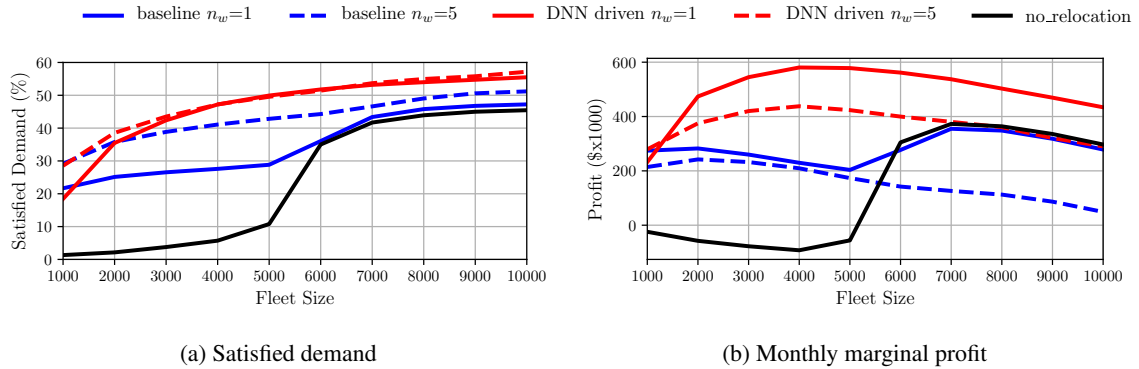 baseline n_w=1 baseline n_w=5 DNN driven n_w=1 DNN driven n_w=5 no_relocation
Satisfied Demand (%)
60
50
40
30
20
10
0
1000 2000 3000 4000 5000 6000 7000 8000 9000 10000
Fleet Size
(a) Satisfied demand
Profit ($x1000)
600
400
200
0
1000 2000 3000 4000 5000 6000 7000 8000 9000 10000
Fleet Size
(b) Monthly marginal profit